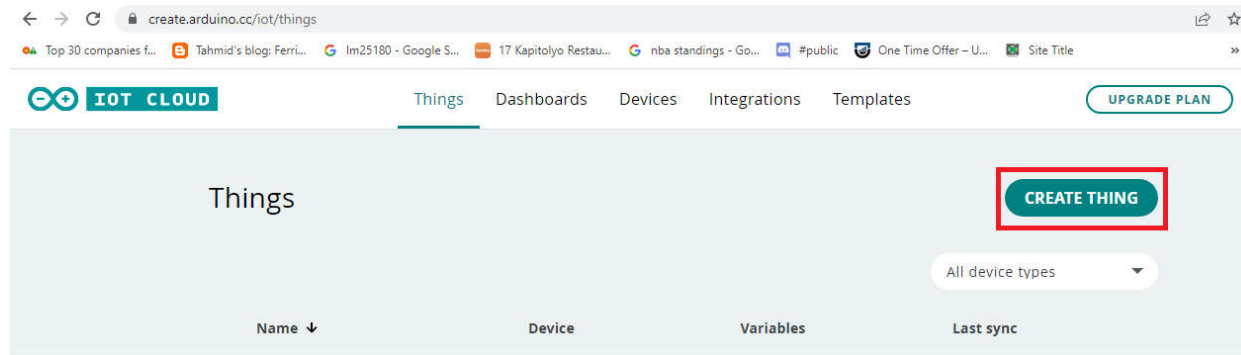 create.arduino.cc/iot/things
Top 30 companies f... Tahmid's blog: Ferri... lm25180 - Google S... 17 Kapitolyo Restau... nba standings - Go... #public One Time Offer – U... Site Title »
IOT CLOUD Things Dashboards Devices Integrations Templates UPGRADE PLAN
Things CREATE THING
All device types
Name Device Variables Last sync